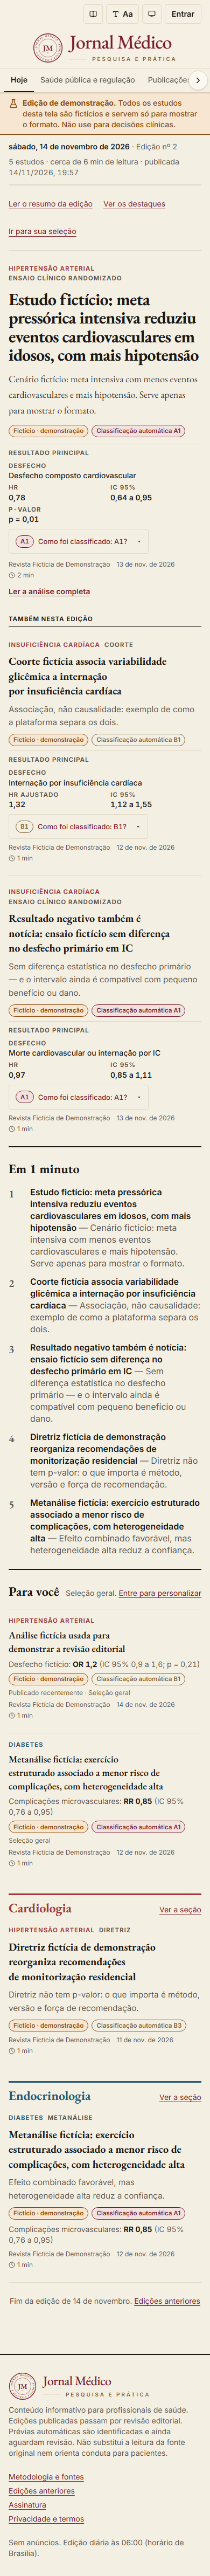 Aa
Entrar
JM
Jornal Médico
PESQUISA E PRÁTICA
Hoje
Saúde pública e regulação
Publicações
Edição de demonstração. Todos os estudos
desta tela são fictícios e servem só para mostrar
o formato. Não use para decisões clínicas.
sábado, 14 de novembro de 2026 · Edição nº 2
5 estudos · cerca de 6 min de leitura · publicada
14/11/2026, 19:57
Ler o resumo da edição
Ver os destaques
Ir para sua seleção
HIPERTENSÃO ARTERIAL
ENSAIO CLÍNICO RANDOMIZADO
Estudo fictício: meta
pressórica intensiva reduziu
eventos cardiovasculares em
idosos, com mais hipotensão
Cenário fictício: meta intensiva com menos eventos
cardiovasculares e mais hipotensão. Serve apenas
para mostrar o formato.
Fictício · demonstração
Classificação automática A1
RESULTADO PRINCIPAL
DESFECHO
Desfecho composto cardiovascular
HR
IC 95%
0,78
0,64 a 0,95
P-VALOR
p = 0,01
A1 Como foi classificado: A1?
Revista Fictícia de Demonstração 13 de nov. de 2026
2 min
Ler a análise completa
TAMBÉM NESTA EDIÇÃO
INSUFICIÊNCIA CARDÍACA COORTE
Coorte fictícia associa variabilidade
glicêmica a internação
por insuficiência cardíaca
Associação, não causalidade: exemplo de como
a plataforma separa os dois.
Fictício · demonstração
Classificação automática B1
RESULTADO PRINCIPAL
DESFECHO
Internação por insuficiência cardíaca
HR AJUSTADO
IC 95%
1,32
1,12 a 1,55
B1 Como foi classificado: B1?
Revista Fictícia de Demonstração 12 de nov. de 2026
1 min
INSUFICIÊNCIA CARDÍACA
ENSAIO CLÍNICO RANDOMIZADO
Resultado negativo também é
notícia: ensaio fictício sem diferença
no desfecho primário em IC
Sem diferença estatística no desfecho primário
— e o intervalo ainda é compatível com pequeno
benefício ou dano.
Fictício · demonstração
Classificação automática A1
RESULTADO PRINCIPAL
DESFECHO
Morte cardiovascular ou internação por IC
HR
IC 95%
0,97
0,85 a 1,11
A1 Como foi classificado: A1?
Revista Fictícia de Demonstração 13 de nov. de 2026
1 min
Em 1 minuto
1 Estudo fictício: meta pressórica
intensiva reduziu eventos
cardiovasculares em idosos, com mais
hipotensão — Cenário fictício: meta
intensiva com menos eventos
cardiovasculares e mais hipotensão.
Serve apenas para mostrar o formato.
2 Coorte fictícia associa variabilidade
glicêmica a internação por insuficiência
cardíaca — Associação, não causalidade:
exemplo de como a plataforma separa os
dois.
3 Resultado negativo também é notícia:
ensaio fictício sem diferença no
desfecho primário em IC — Sem
diferença estatística no desfecho
primário — e o intervalo ainda é
compatível com pequeno benefício ou
dano.
4 Diretriz fictícia de demonstração
reorganiza recomendações de
monitorização residencial — Diretriz não
tem p-valor: o que importa é método,
versão e força de recomendação.
5 Metanálise fictícia: exercício estruturado
associado a menor risco de
complicações, com heterogeneidade
alta — Efeito combinado favorável, mas
heterogeneidade alta reduz a confiança.
Para você
Seleção geral. Entre para personalizar
HIPERTENSÃO ARTERIAL
Análise fictícia usada para
demonstrar a revisão editorial
Desfecho fictício: OR 1,2 (IC 95% 0,9 a 1,6; p = 0,21)
Fictício · demonstração
Classificação automática B1
Publicado recentemente · Seleção geral
Revista Fictícia de Demonstração 14 de nov. de 2026
1 min
DIABETES
Metanálise fictícia: exercício
estruturado associado a menor risco de
complicações, com heterogeneidade alta
Complicações microvasculares: RR 0,85 (IC 95%
0,76 a 0,95)
Fictício · demonstração
Classificação automática A1
Seleção geral
Revista Fictícia de Demonstração 12 de nov. de 2026
1 min
Cardiologia
Ver a seção
HIPERTENSÃO ARTERIAL DIRETRIZ
Diretriz fictícia de demonstração
reorganiza recomendações
de monitorização residencial
Diretriz não tem p-valor: o que importa é método,
versão e força de recomendação.
Fictício · demonstração
Classificação automática B3
Revista Fictícia de Demonstração 11 de nov. de 2026
1 min
Endocrinologia
Ver a seção
DIABETES METANÁLISE
Metanálise fictícia: exercício
estruturado associado a menor risco de
complicações, com heterogeneidade alta
Efeito combinado favorável, mas
heterogeneidade alta reduz a confiança.
Fictício · demonstração
Classificação automática A1
Complicações microvasculares: RR 0,85 (IC 95%
0,76 a 0,95)
Revista Fictícia de Demonstração 12 de nov. de 2026
1 min
Fim da edição de 14 de novembro. Edições anteriores
JM
Jornal Médico
PESQUISA E PRÁTICA
Conteúdo informativo para profissionais de saúde.
Edições publicadas passam por revisão editorial.
Prévias automáticas são identificadas e ainda
aguardam revisão. Não substitui a leitura da fonte
original nem orienta conduta para pacientes.
Metodologia e fontes
Edições anteriores
Assinatura
Privacidade e termos
Sem anúncios. Edição diária às 06:00 (horário de
Brasília).